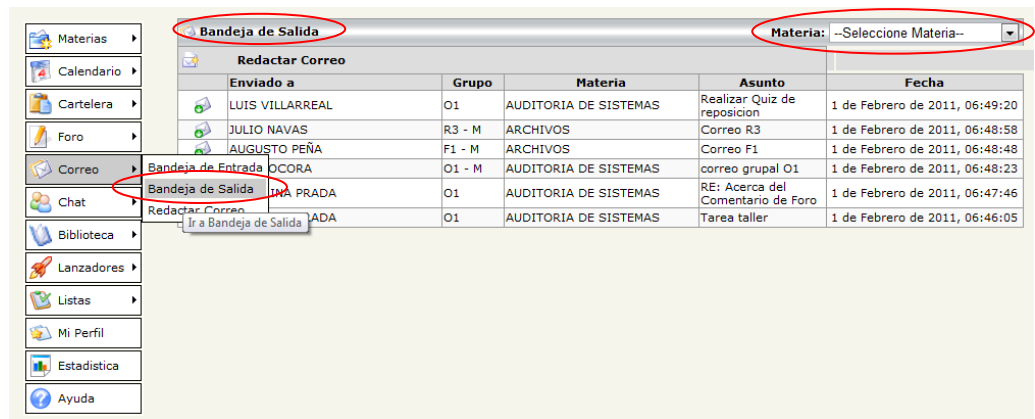 Materias
Calendario
Cartelera
Foro
Correo
Chat
Biblioteca
Lanzadores
Listas
Mi Perfil
Estadistica
Ayuda
Bandeja de Entrada
Bandeja de Salida
Redactar Correo
Ir a Bandeja de Salida
Bandeja de Salida
Materia: --Seleccione Materia--
Redactar Correo
Enviado a Grupo Materia Asunto Fecha
LUIS VILLARREAL O1 AUDITORIA DE SISTEMAS Realizar Quiz de reposicion 1 de Febrero de 2011, 06:49:20
JULIO NAVAS R3 - M ARCHIVOS Correo R3 1 de Febrero de 2011, 06:48:58
AUGUSTO PEÑA F1 - M ARCHIVOS Correo F1 1 de Febrero de 2011, 06:48:48
OCORA O1 - M AUDITORIA DE SISTEMAS correo grupal O1 1 de Febrero de 2011, 06:48:23
INA PRADA O1 AUDITORIA DE SISTEMAS RE: Acerca del Comentario de Foro 1 de Febrero de 2011, 06:47:46
RADA O1 AUDITORIA DE SISTEMAS Tarea taller 1 de Febrero de 2011, 06:46:05